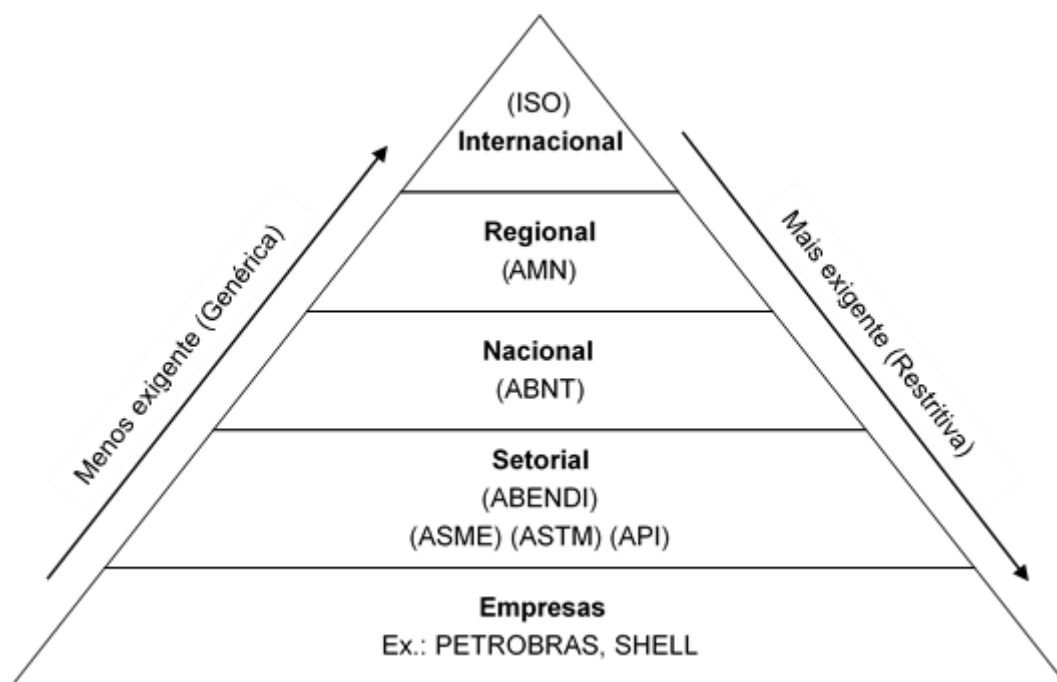 (ISO)
Internacional
Menos exigente (Genérica)
Mais exigente (Restritiva)
Regional
(AMN)
Nacional
(ABNT)
Setorial
(ABENDI)
(ASME) (ASTM) (API)
Empresas
Ex.: PETROBRAS, SHELL